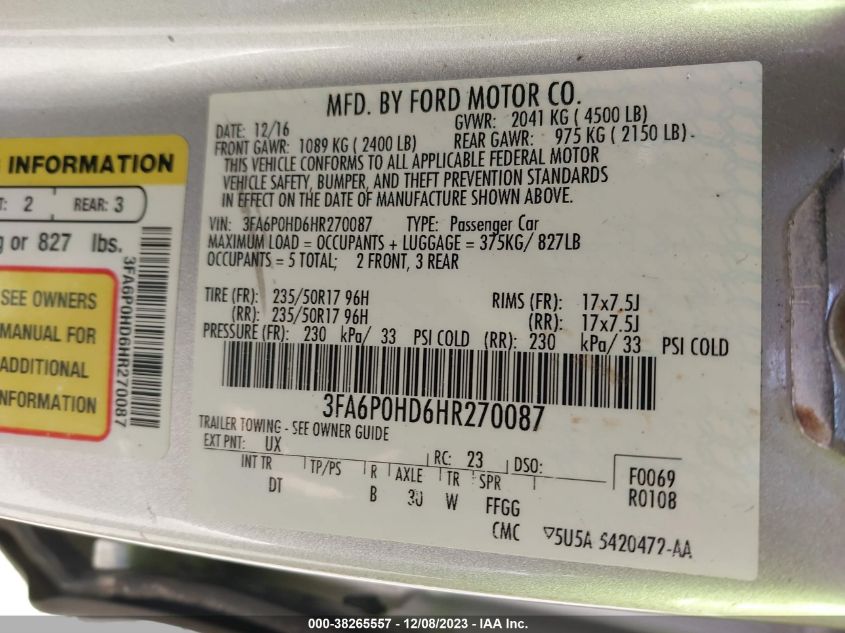 MFD. BY FORD MOTOR CO.
DATE: 12/16 GVWR: 2041 KG ( 4500 LB)
FRONT GAWR: 1089 KG ( 2400 LB) REAR GAWR: 975 KG ( 2150 LB)
THIS VEHICLE CONFORMS TO ALL APPLICABLE FEDERAL MOTOR
VEHICLE SAFETY, BUMPER, AND THEFT PREVENTION STANDARDS
IN EFFECT ON THE DATE OF MANUFACTURE SHOWN ABOVE.
VIN: 3FA6P0HD6HR270087 TYPE: Passenger Car
MAXIMUM LOAD = OCCUPANTS + LUGGAGE = 375KG/ 827LB
OCCUPANTS = 5 TOTAL; 2 FRONT, 3 REAR
TIRE (FR): 235/50R17 96H RIMS (FR): 17x7.5J
(RR): 235/50R17 96H (RR): 17x7.5J
PRESSURE (FR): 230 kPa/ 33 PSI COLD (RR): 230 kPa/ 33 PSI COLD
3FA6P0HD6HR270087
TRAILER TOWING - SEE OWNER GUIDE
EXT PNT: UX RC: 23 DSO:
INT TR TP/PS R AXLE TR SPR
DT B W FFGG
F0069
R0108
CMC 5U5A 5420472-AA
INFORMATION
2 REAR: 3
or 827 lbs.
SEE OWNERS
MANUAL FOR
ADDITIONAL
INFORMATION
3FA6P0HD6HR270087
000-38265557 - 12/08/2023 - IAA Inc.